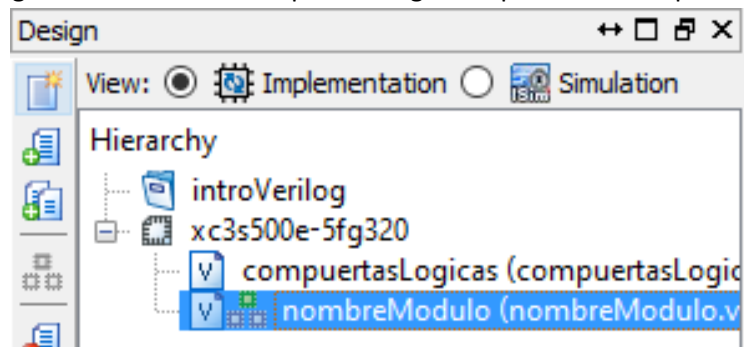 Design
View: Implementation Simulation
Hierarchy
introVerilog
xc3s500e-5fg320
compuertasLogicas (compuertasLogic
nombreModulo (nombreModulo.v